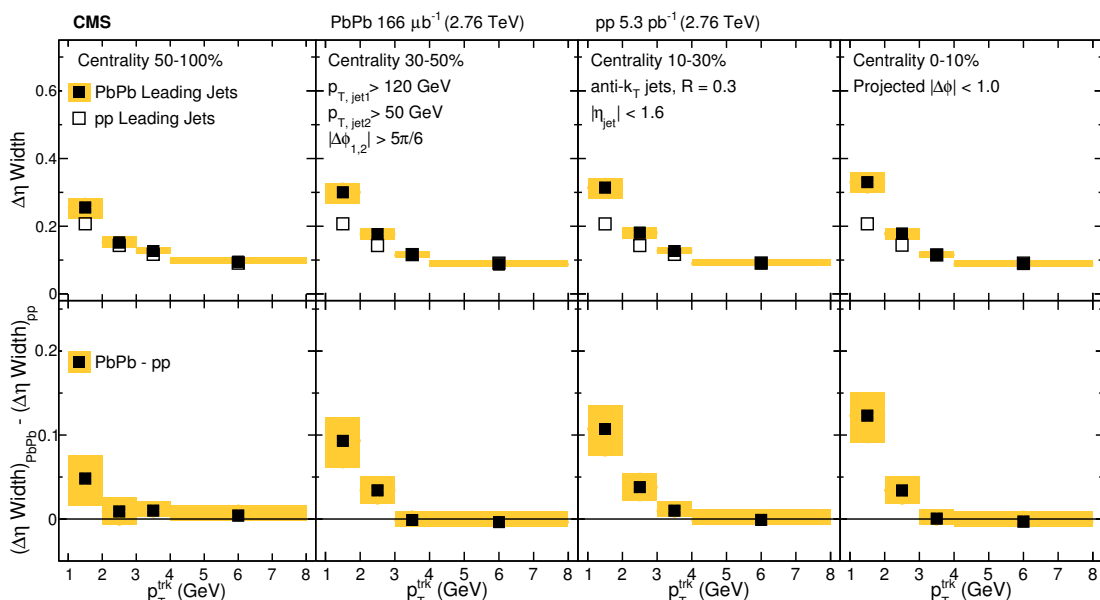 CMS PbPb 166 μb⁻¹ (2.76 TeV) pp 5.3 pb⁻¹ (2.76 TeV)
Δη Width
0.6
0.4
0.2
0
Centrality 50-100%
PbPb Leading Jets
pp Leading Jets
Centrality 30-50%
p_T, jet1 > 120 GeV
p_T, jet2 > 50 GeV
|Δϕ_1,2| > 5π/6
Centrality 10-30%
anti-k_T jets, R = 0.3
|η_jet| < 1.6
Centrality 0-10%
Projected |Δϕ| < 1.0
(Δη Width)_PbPb - (Δη Width)_pp
0.2
0.1
0
PbPb - pp
1 2 3 4 5 6 7 8 1 2 3 4 5 6 7 8 1 2 3 4 5 6 7 8 1 2 3 4 5 6 7 8
p_T^trk (GeV) p_T^trk (GeV) p_T^trk (GeV) p_T^trk (GeV)